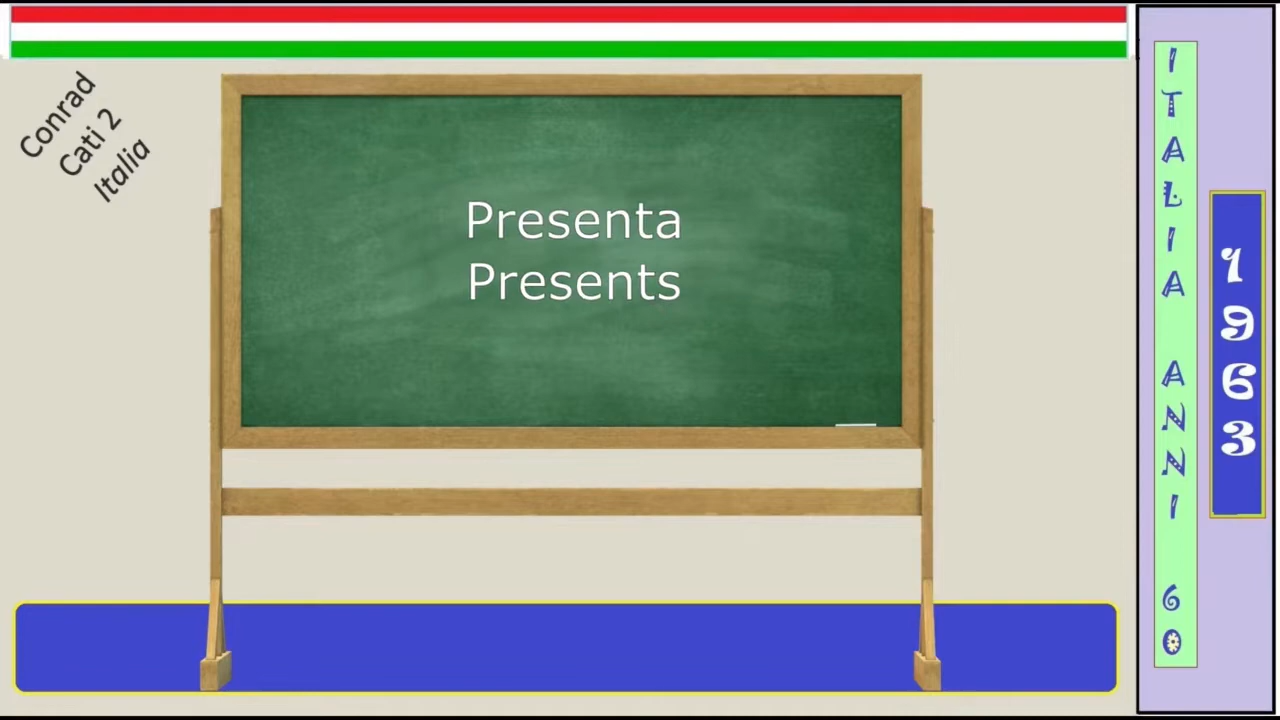 Conrad
Cati 2
Italia
Presenta
Presents
ITALIA ANNI 60
1963